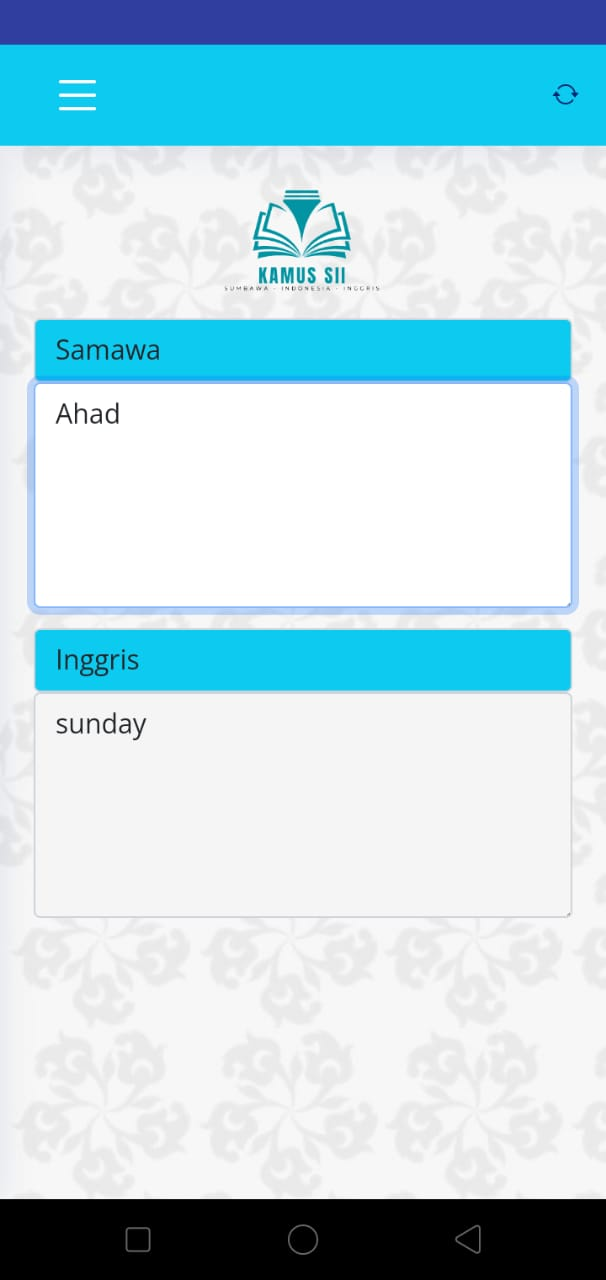 KAMUS SII
SUMBAWA - INDONESIA - INGGRIS
Samawa
Ahad
Inggris
sunday